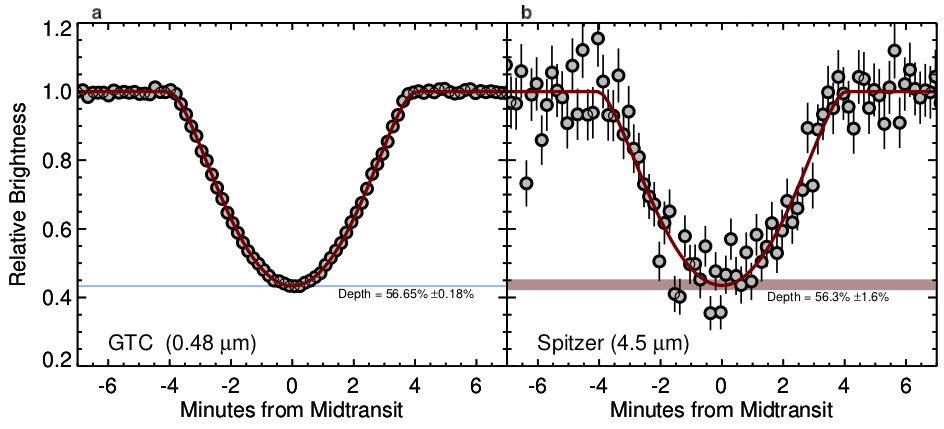 a
b
Relative Brightness
1.2
1.0
0.8
0.6
0.4
0.2
Depth = 56.65% ±0.18%
GTC (0.48 μm)
-6 -4 -2 0 2 4 6
Minutes from Midtransit
Depth = 56.3% ±1.6%
Spitzer (4.5 μm)
-6 -4 -2 0 2 4 6
Minutes from Midtransit